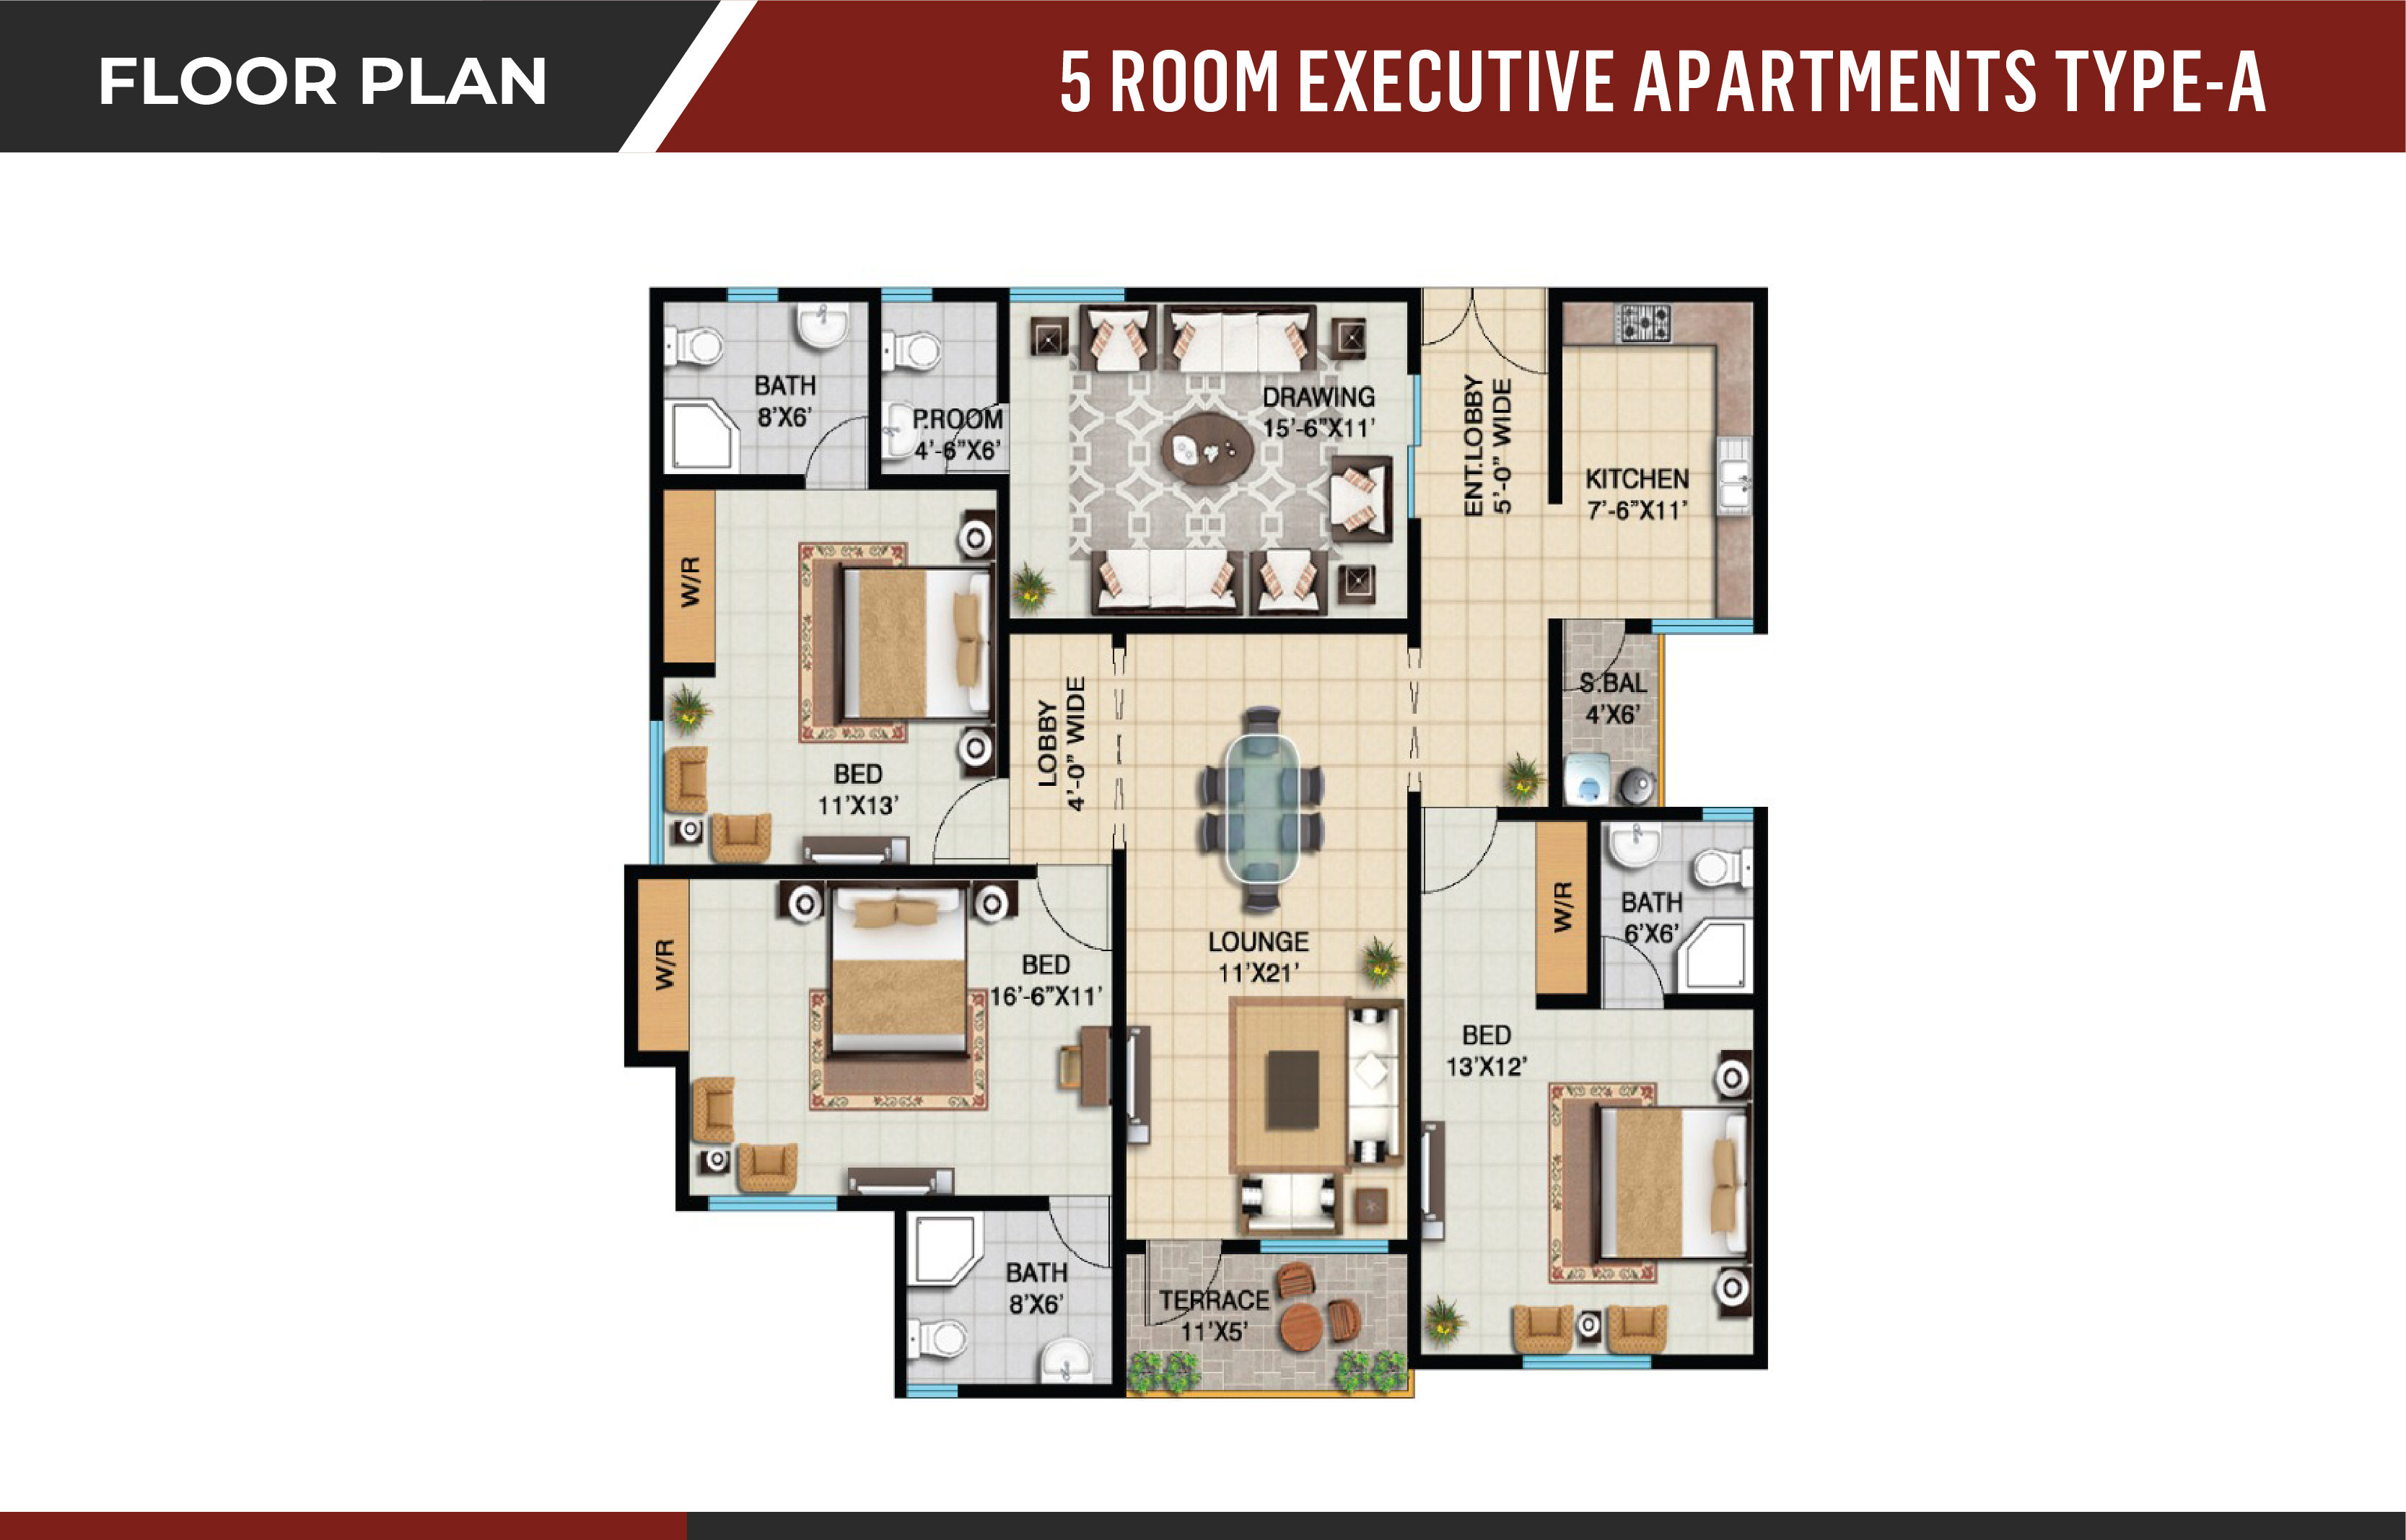 FLOOR PLAN
5 ROOM EXECUTIVE APARTMENTS TYPE-A
BATH
8'X6'
P.ROOM
4'-6"X6'
DRAWING
15'-6"X11'
ENT.LOBBY
5'-0" WIDE
KITCHEN
7'-6"X11'
W/R
BED
11'X13'
LOBBY
4'-0" WIDE
S.BAL
4'X6'
W/R
BED
16'-6"X11'
LOUNGE
11'X21'
W/R
BATH
6'X6'
BED
13'X12'
BATH
8'X6'
TERRACE
11'X5'